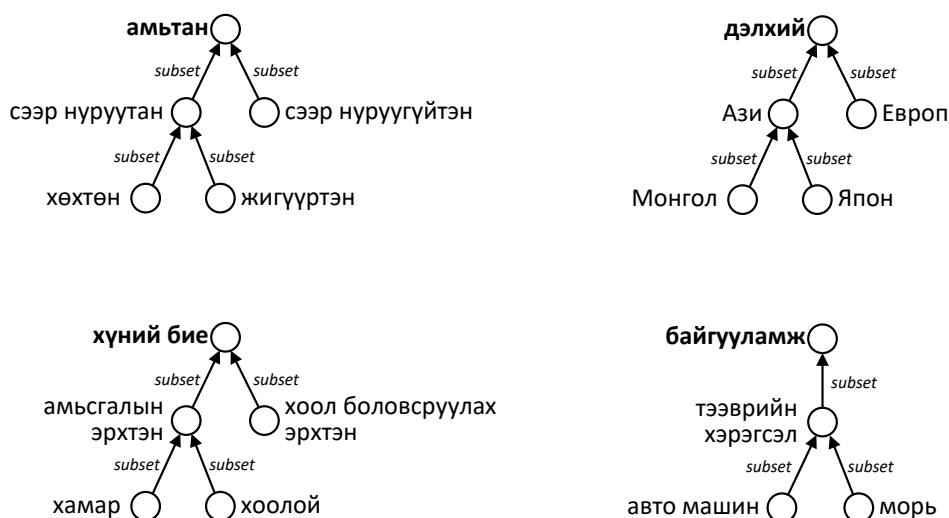 амьтан
subset
subset
сээр нуруутан
сээр нуруугүйтэн
subset
subset
хөхтөн
жигүүртэн
дэлхий
subset
subset
Ази
Европ
subset
subset
Монгол
Япон
хүний бие
subset
subset
амьсгалын
эрхтэн
хоол боловсруулах
эрхтэн
subset
subset
хамар
хоолой
байгууламж
subset
тээврийн
хэрэгсэл
subset
subset
авто машин
морь